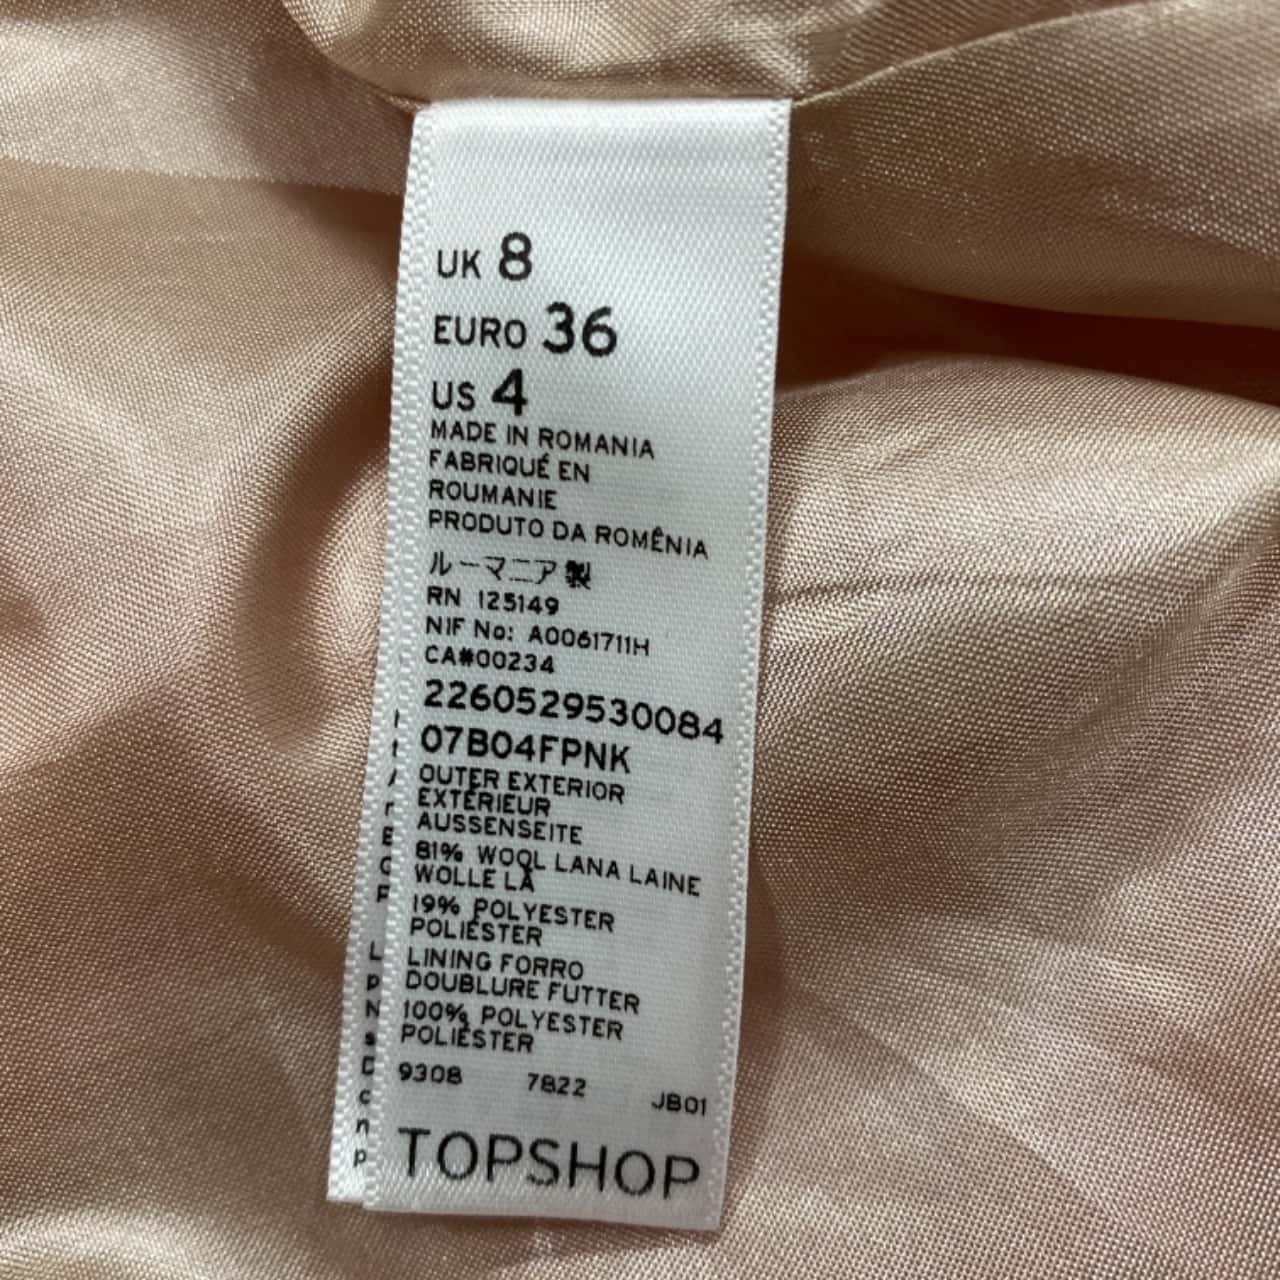 UK 8
EURO 36
US 4
MADE IN ROMANIA
FABRIQUÉ EN
ROUMANIE
PRODUTO DA ROMÊNIA
ルーマニア製
RN 125149
NIF No: A0061711H
CA#00234
2260529530084
07B04FPNK
OUTER EXTERIOR
EXTÉRIEUR
AUSSENSEITE
81% WOOL LANA LAINE
WOLLE LÃ
19% POLYESTER
POLIÉSTER
LINING FORRO
DOUBLURE FUTTER
100% POLYESTER
POLIÉSTER
9308 7822 JB01
TOPSHOP